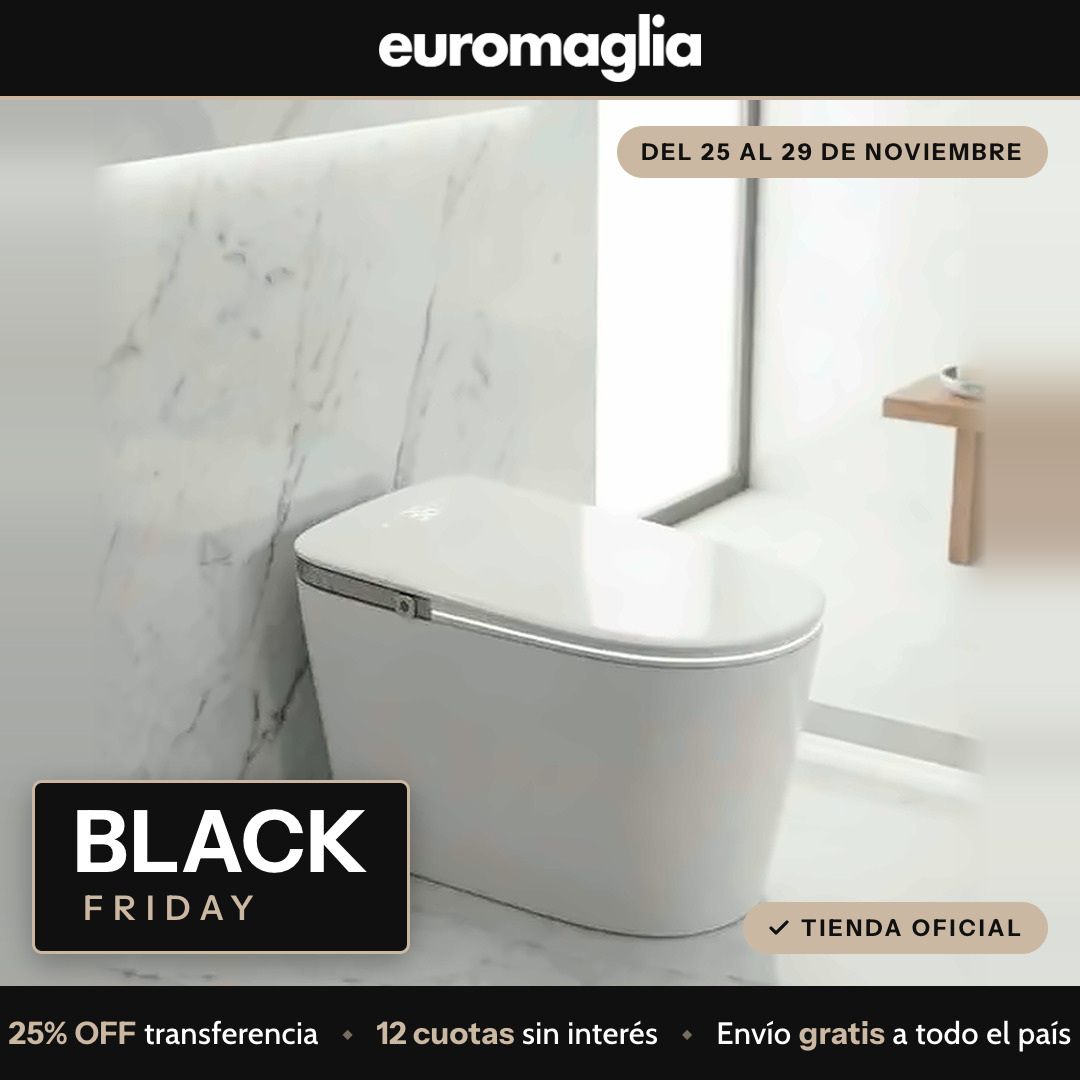 euromaglia
DEL 25 AL 29 DE NOVIEMBRE
BLACK
FRIDAY
✓ TIENDA OFICIAL
25% OFF transferencia ◆ 12 cuotas sin interés ◆ Envío gratis a todo el país